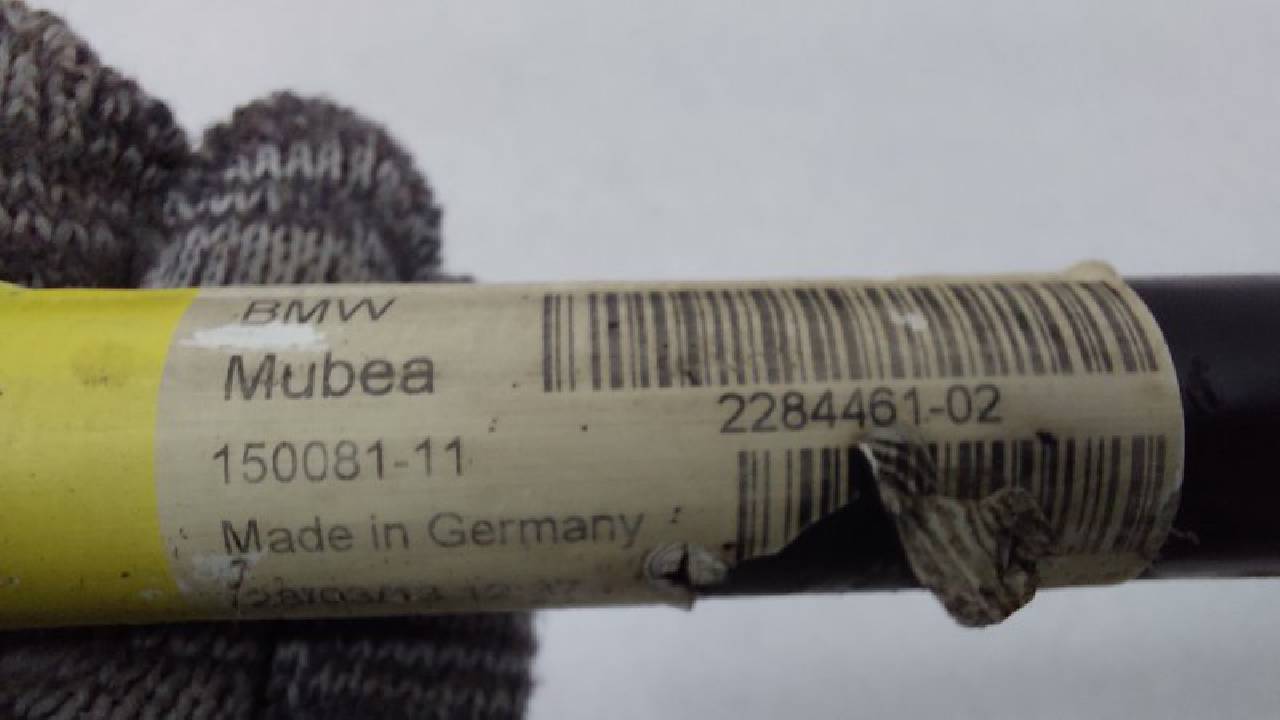 BMW
Mubea
2284461-02
150081-11
Made in Germany